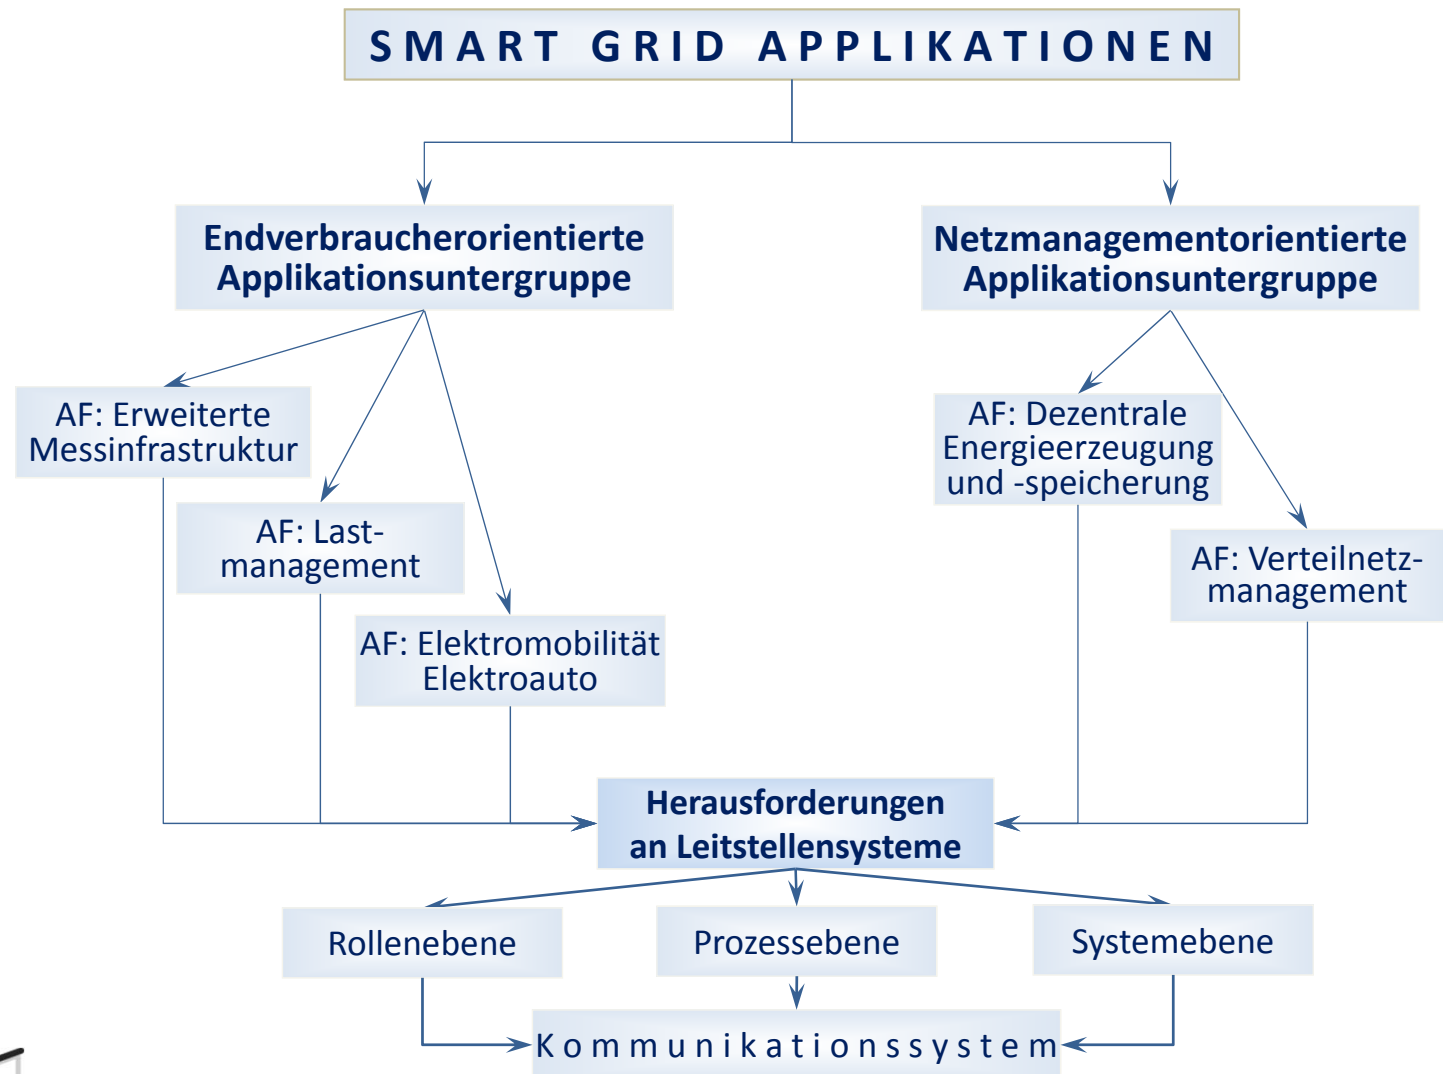 SMART GRID APPLIKATIONEN
Endverbraucherorientierte
Applikationsuntergruppe
Netzmanagementorientierte
Applikationsuntergruppe
AF: Erweiterte
Messinfrastruktur
AF: Last-
management
AF: Elektromobilität
Elektroauto
AF: Dezentrale
Energieerzeugung
und -speicherung
AF: Verteilnetz-
management
Herausforderungen
an Leitstellensysteme
Rollenebene
Prozessebene
Systemebene
Kommunikationssystem